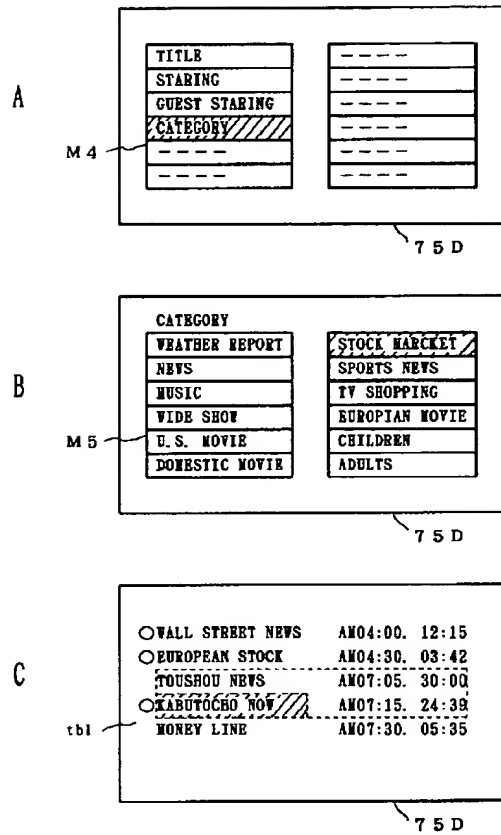 A
TITLE
STARING
GUEST STARING
CATEGORY
- - - - -
- - - - -
- - - - -
- - - - -
- - - - -
- - - - -
- - - - -
- - - - -
M4
75D
B
CATEGORY
WEATHER REPORT
NEWS
MUSIC
WIDE SHOW
U.S. MOVIE
DOMESTIC MOVIE
STOCK MARCKET
SPORTS NEWS
TV SHOPPING
EUROPIAN MOVIE
CHILDREN
ADULTS
M5
75D
C
○WALL STREET NEWS AM04:00. 12:15
○EUROPEAN STOCK AM04:30. 03:42
TOUSHOU NEWS AM07:05. 30:00
○KABUTOCHO NOW AM07:15. 24:39
MONEY LINE AM07:30. 05:35
tbl
75D